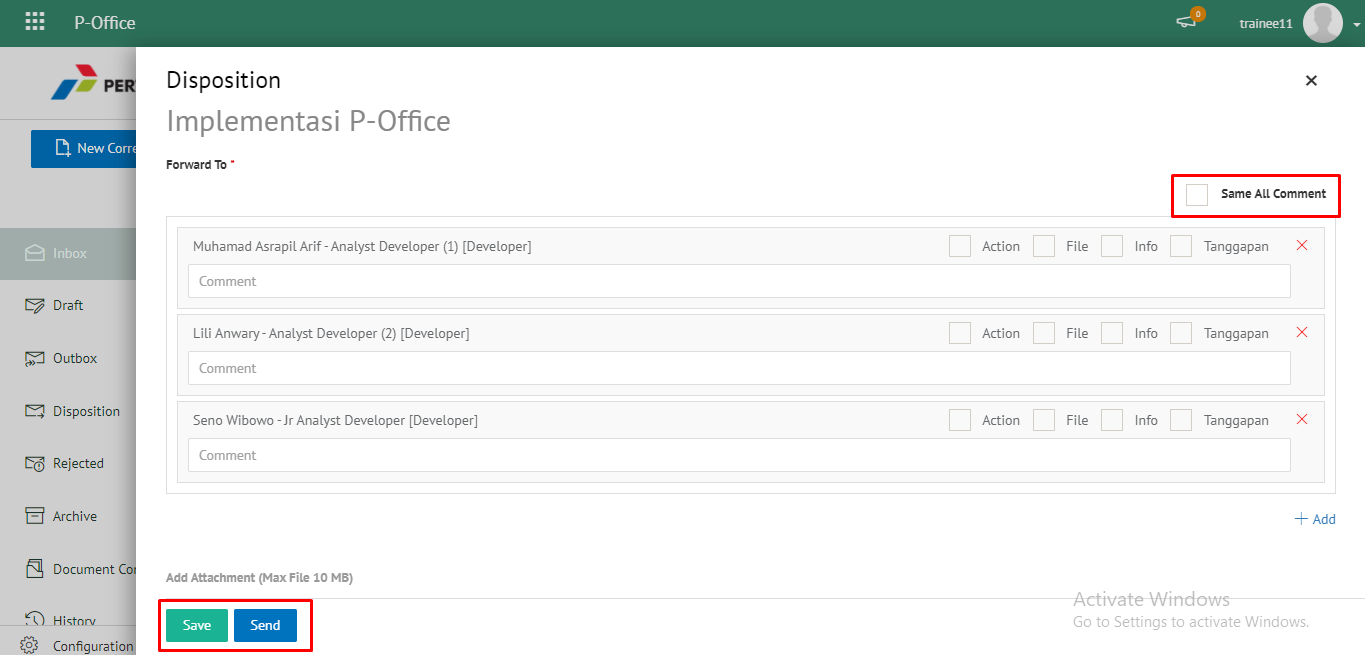 P-Office
0
trainee11
PER
New Corre
Inbox
Draft
Outbox
Disposition
Rejected
Archive
Document Cor
History
Configuration
Disposition
Implementasi P-Office
Forward To *
Same All Comment
Muhamad Asrapil Arif - Analyst Developer (1) [Developer]
Action File Info Tanggapan
Comment
Lili Anwary - Analyst Developer (2) [Developer]
Action File Info Tanggapan
Comment
Seno Wibowo - Jr Analyst Developer [Developer]
Action File Info Tanggapan
Comment
Add
Add Attachment (Max File 10 MB)
Save Send
Activate Windows
Go to Settings to activate Windows.